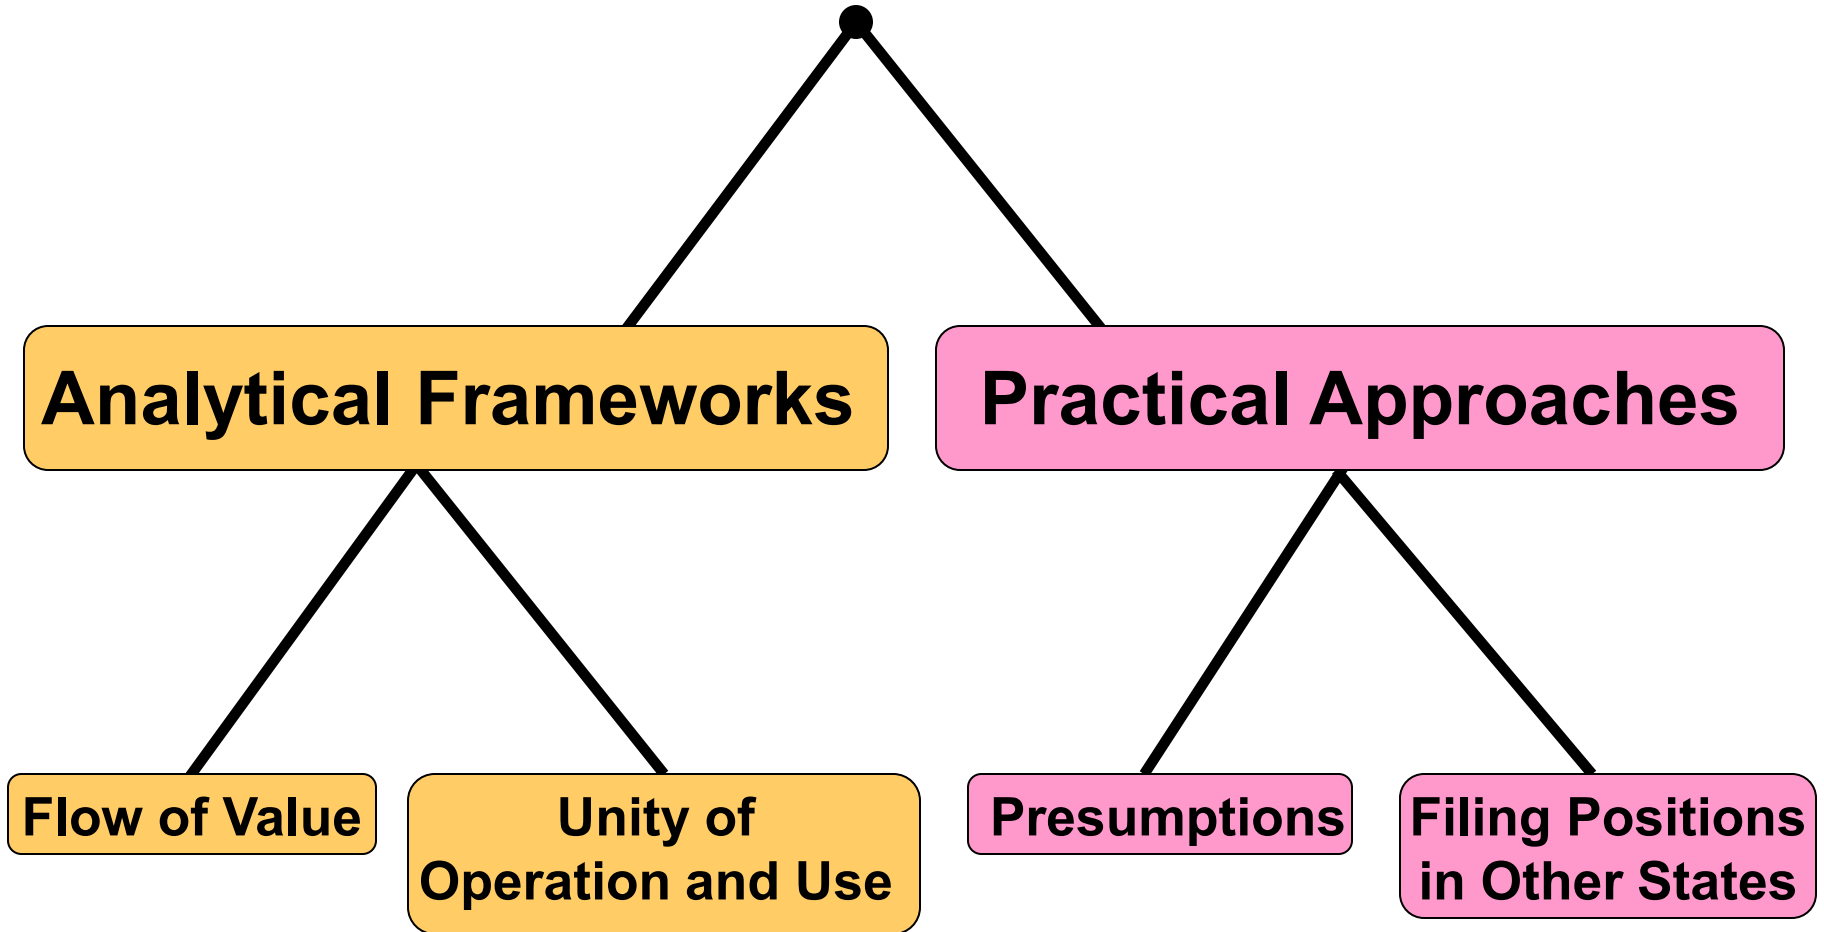 Analytical Frameworks
Practical Approaches
Flow of Value
Unity of
Operation and Use
Presumptions
Filing Positions
in Other States